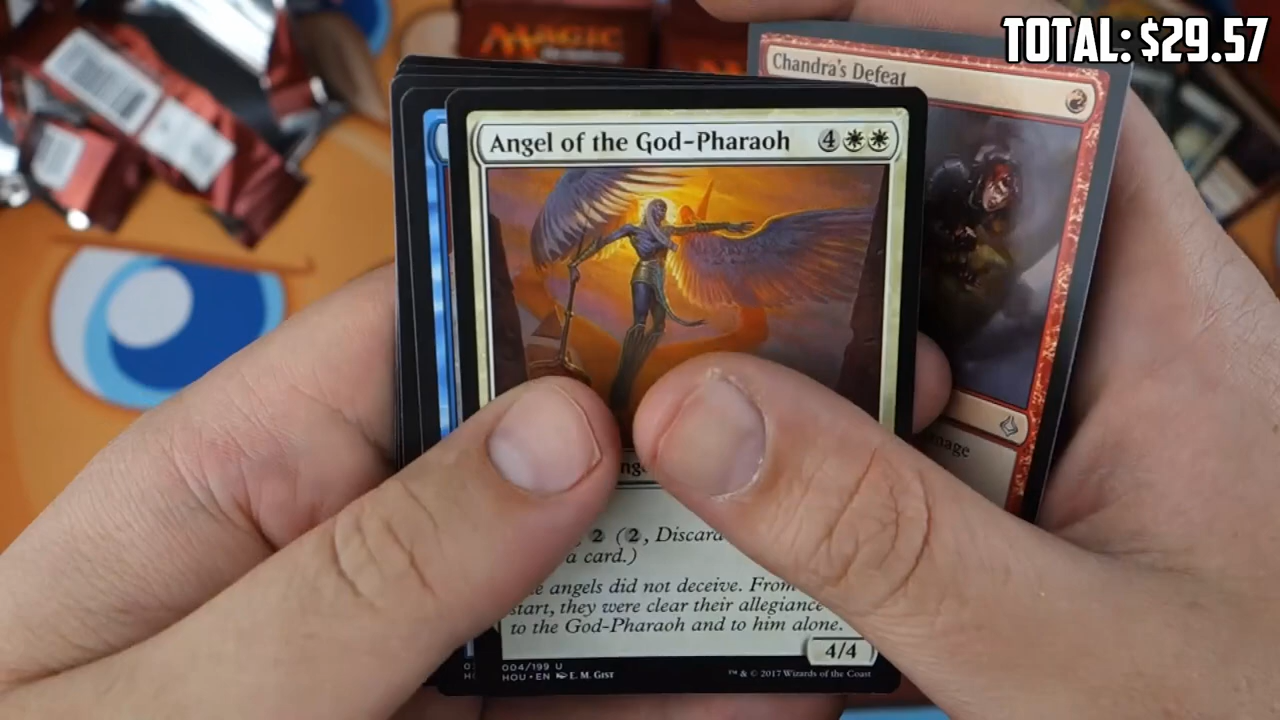 TOTAL: $29.57
MAGIC
Chandra's Defeat
Angel of the God-Pharaoh 4
2 (2, Discard
a card.)
angels did not deceive. From
start, they were clear their allegiance
to the God-Pharaoh and to him alone.
4/4
004/199 U
HOU • EN E. M. GIST
™ & © 2017 Wizards of the Coast